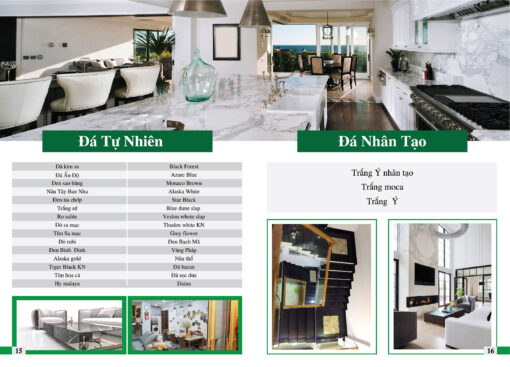 Đá Tự Nhiên
Đá kim sa
Đá Ấn Độ
Đen sao băng
Nâu Tây Ban Nha
Đen tia chớp
Trắng sứ
Ro salite
Đỏ sa mạc
Tím Sa mạc
Đỏ rubi
Đen Bình Định
Alaska gold
Tiger Black KN
Tím hoa cà
Hy malaya
Black Forest
Azure Blue
Monaco Brown
Alaska White
Star Black
Blue dune slap
Veslon white slap
Thuden white KN
Grey flower
Đen Bạch Mã
Vàng Pháp
Nâu thổ
Đá bazan
Đá sọc dưa
Daina
15
Đá Nhân Tạo
Trắng Ý nhân tạo
Trắng moca
Trắng Ý
16